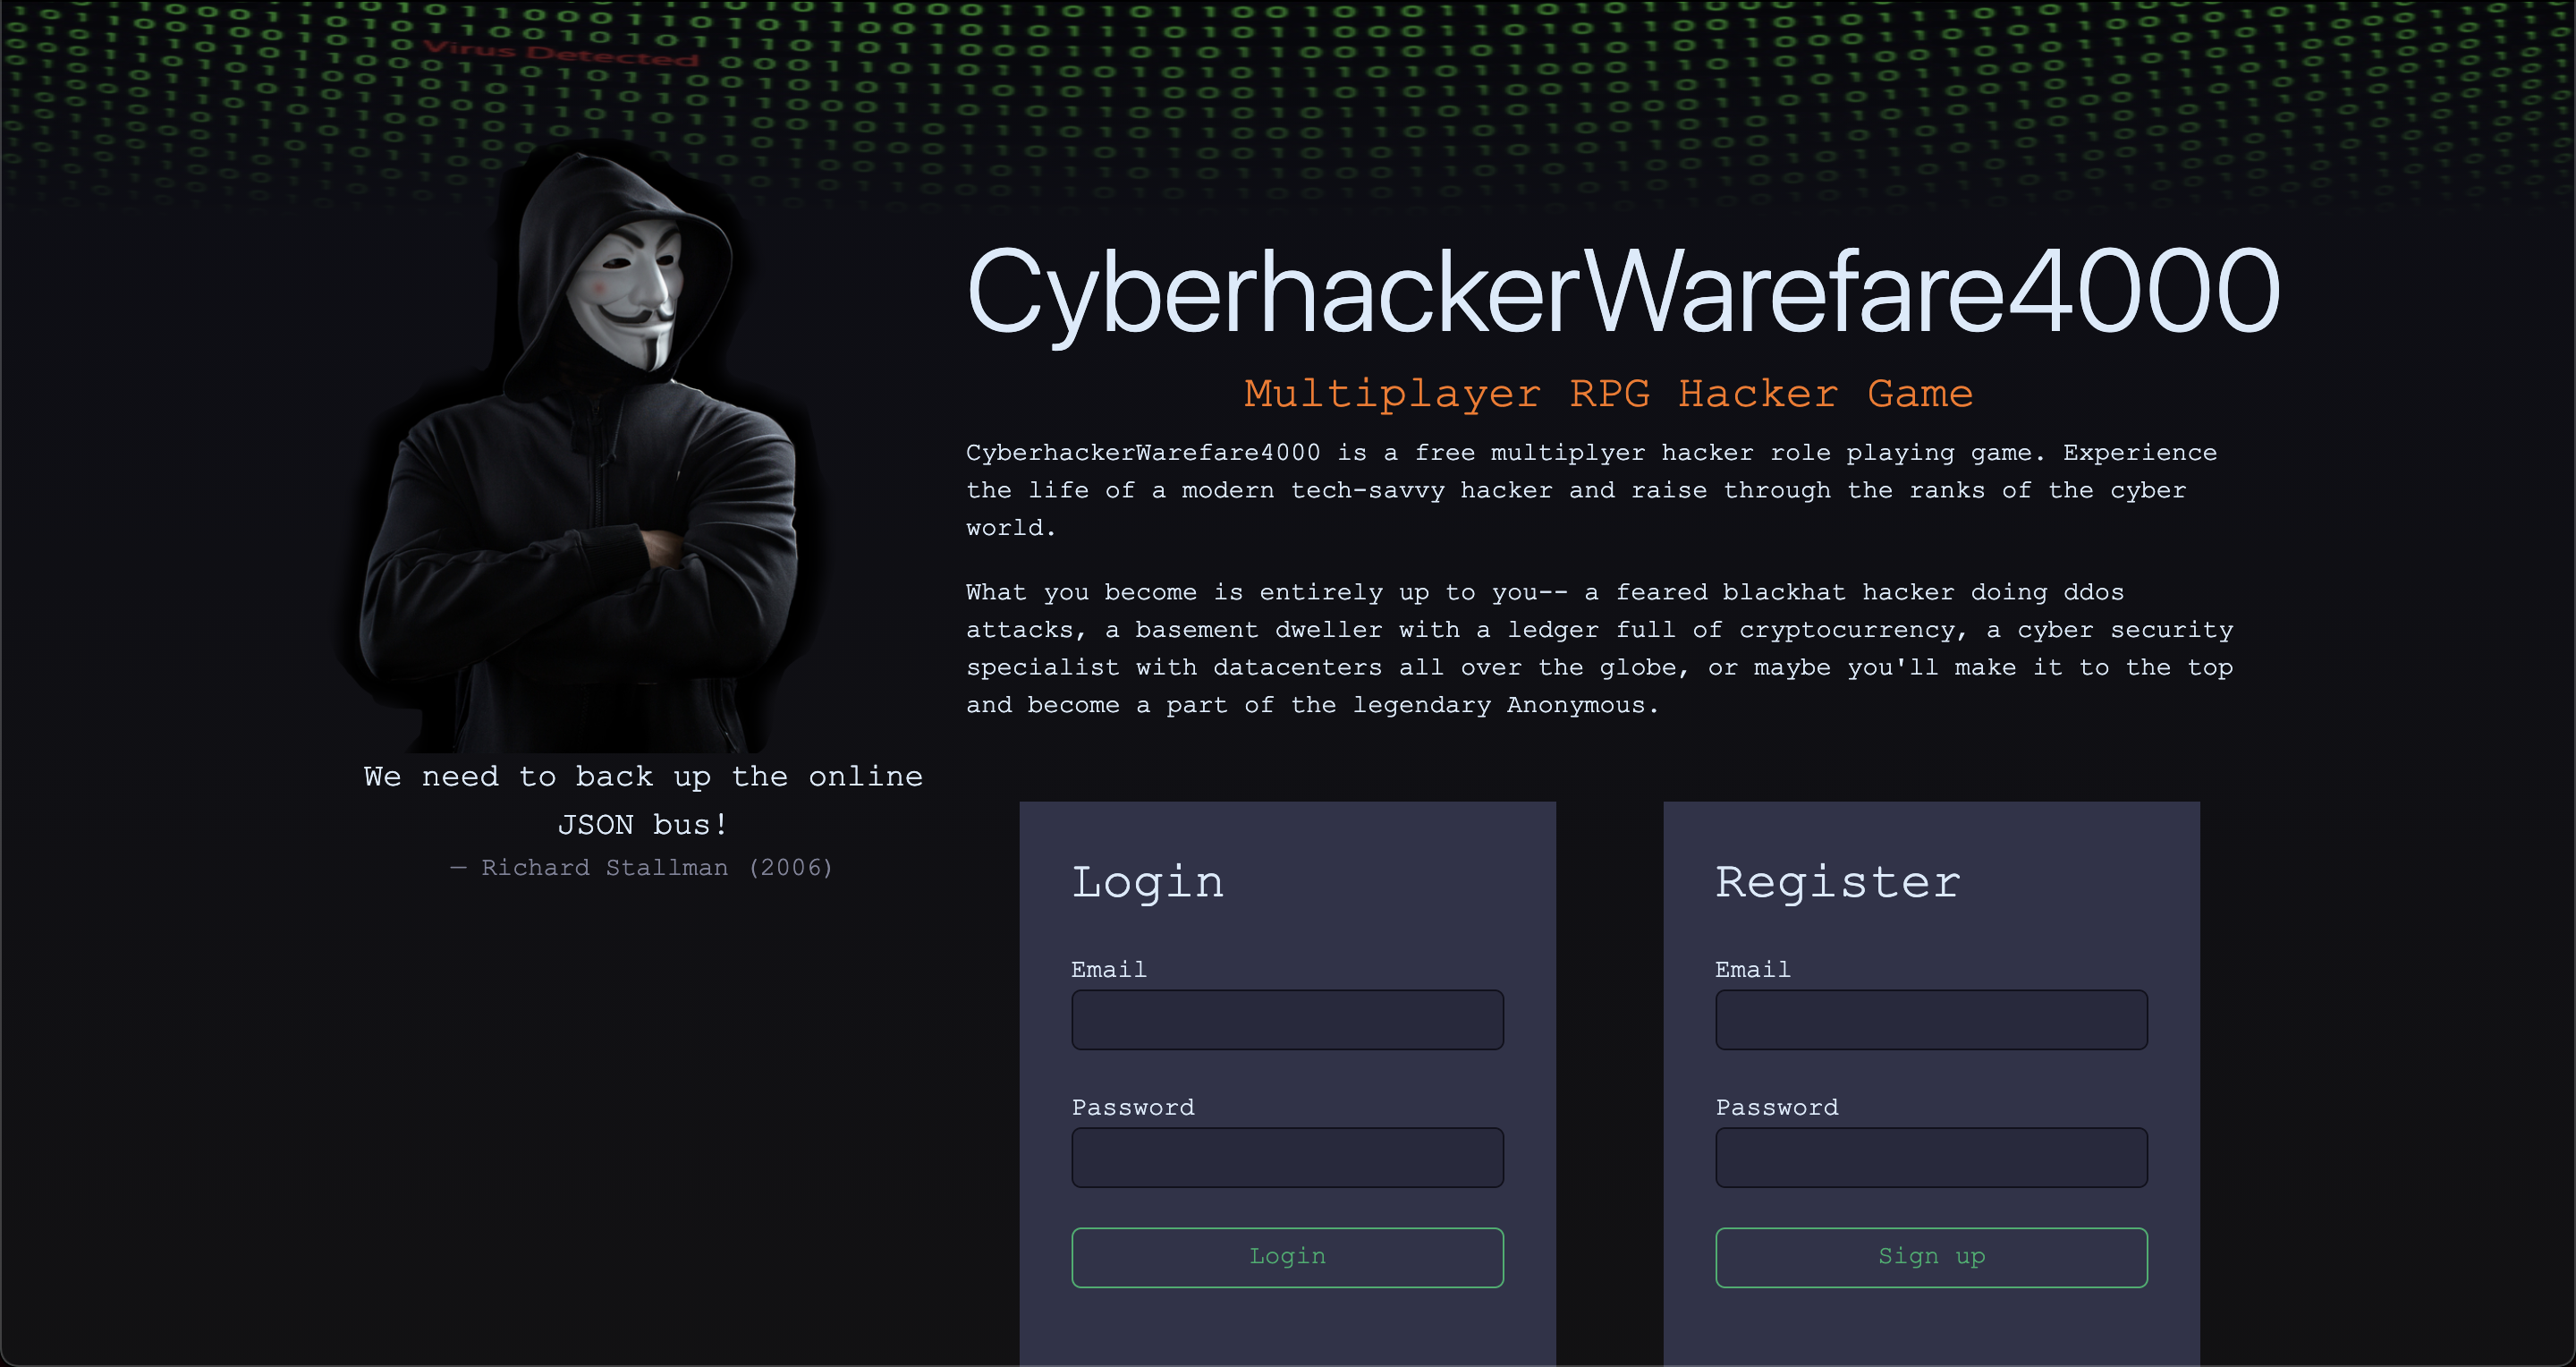 Virus Detected
CyberhackerWarefare4000
Multiplayer RPG Hacker Game
CyberhackerWarefare4000 is a free multiplyer hacker role playing game. Experience
the life of a modern tech-savvy hacker and raise through the ranks of the cyber
world.
What you become is entirely up to you-- a feared blackhat hacker doing ddos
attacks, a basement dweller with a ledger full of cryptocurrency, a cyber security
specialist with datacenters all over the globe, or maybe you'll make it to the top
and become a part of the legendary Anonymous.
We need to back up the online
JSON bus!
— Richard Stallman (2006)
Login
Email
Password
Login
Register
Email
Password
Sign up